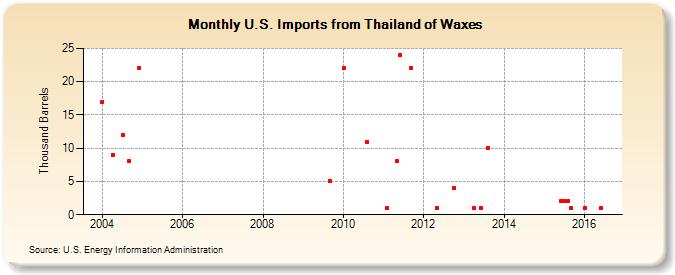 Monthly U.S. Imports from Thailand of Waxes
Thousand Barrels
25
20
15
10
5
0
2004 2006 2008 2010 2012 2014 2016
Source: U.S. Energy Information Administration